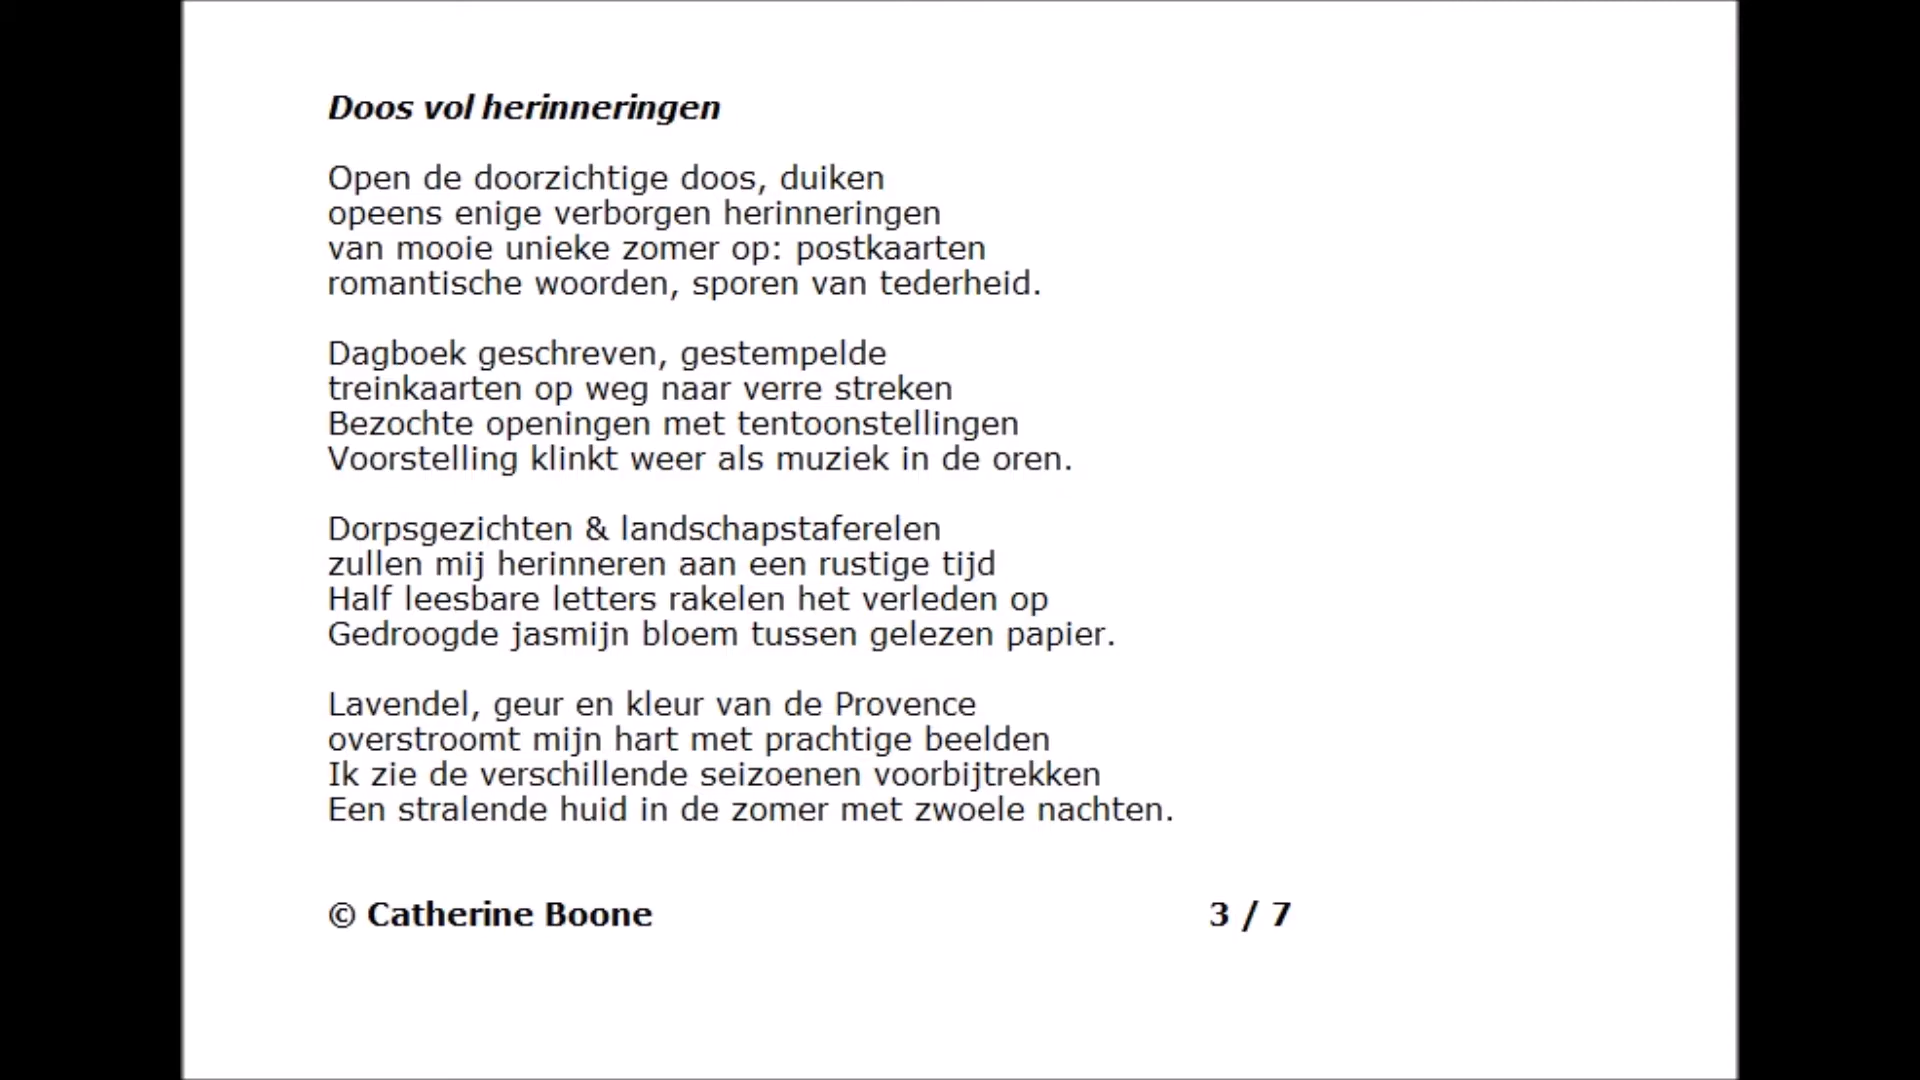 Doos vol herinneringen
Open de doorzichtige doos, duiken
opeens enige verborgen herinneringen
van mooie unieke zomer op: postkaarten
romantische woorden, sporen van tederheid.
Dagboek geschreven, gestempelde
treinkaarten op weg naar verre streken
Bezochte openingen met tentoonstellingen
Voorstelling klinkt weer als muziek in de oren.
Dorpsgezichten & landschapstaferelen
zullen mij herinneren aan een rustige tijd
Half leesbare letters rakelen het verleden op
Gedroogde jasmijn bloem tussen gelezen papier.
Lavendel, geur en kleur van de Provence
overstroomt mijn hart met prachtige beelden
Ik zie de verschillende seizoenen voorbijtrekken
Een stralende huid in de zomer met zwoele nachten.
© Catherine Boone 3 / 7